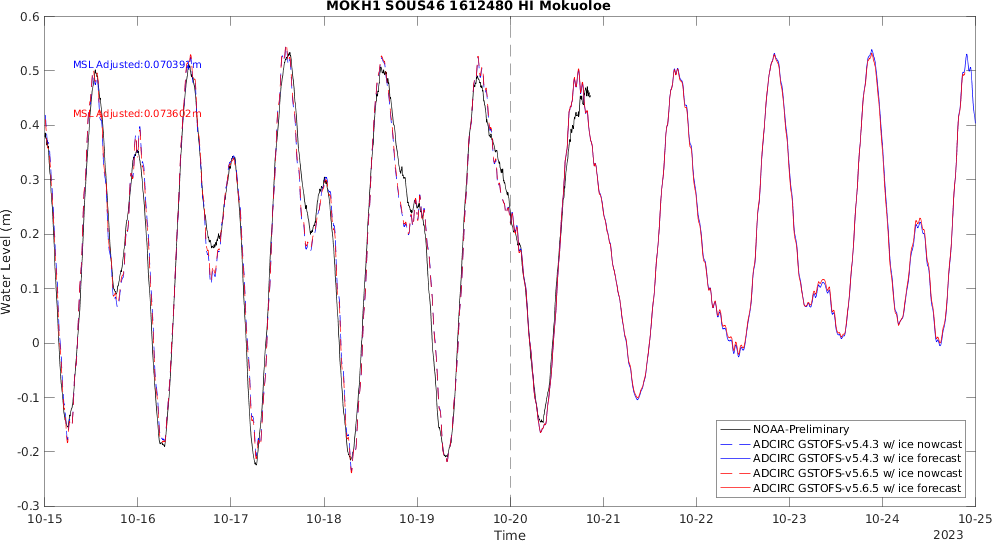 MOKH1 SOUS46 1612480 HI Mokuoloe
0.6
0.5
0.4
0.3
0.2
0.1
0
-0.1
-0.2
-0.3
Water Level (m)
MSL Adjusted:0.070391m
MSL Adjusted:0.073602m
NOAA-Preliminary
ADCIRC GSTOFS-v5.4.3 w/ ice nowcast
ADCIRC GSTOFS-v5.4.3 w/ ice forecast
ADCIRC GSTOFS-v5.6.5 w/ ice nowcast
ADCIRC GSTOFS-v5.6.5 w/ ice forecast
10-15 10-16 10-17 10-18 10-19 10-20 10-21 10-22 10-23 10-24 10-25
Time
2023